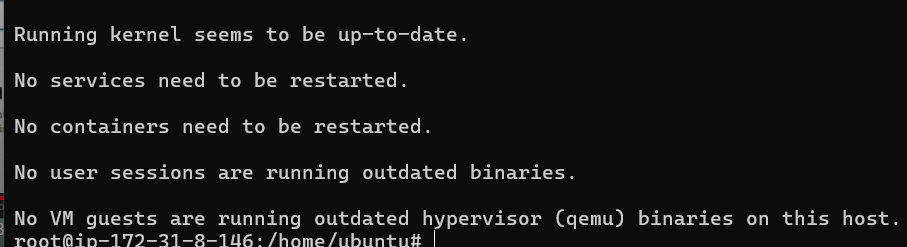 Running kernel seems to be up-to-date.
No services need to be restarted.
No containers need to be restarted.
No user sessions are running outdated binaries.
No VM guests are running outdated hypervisor (qemu) binaries on this host.
root@ip-172-31-8-146:/home/ubuntu#